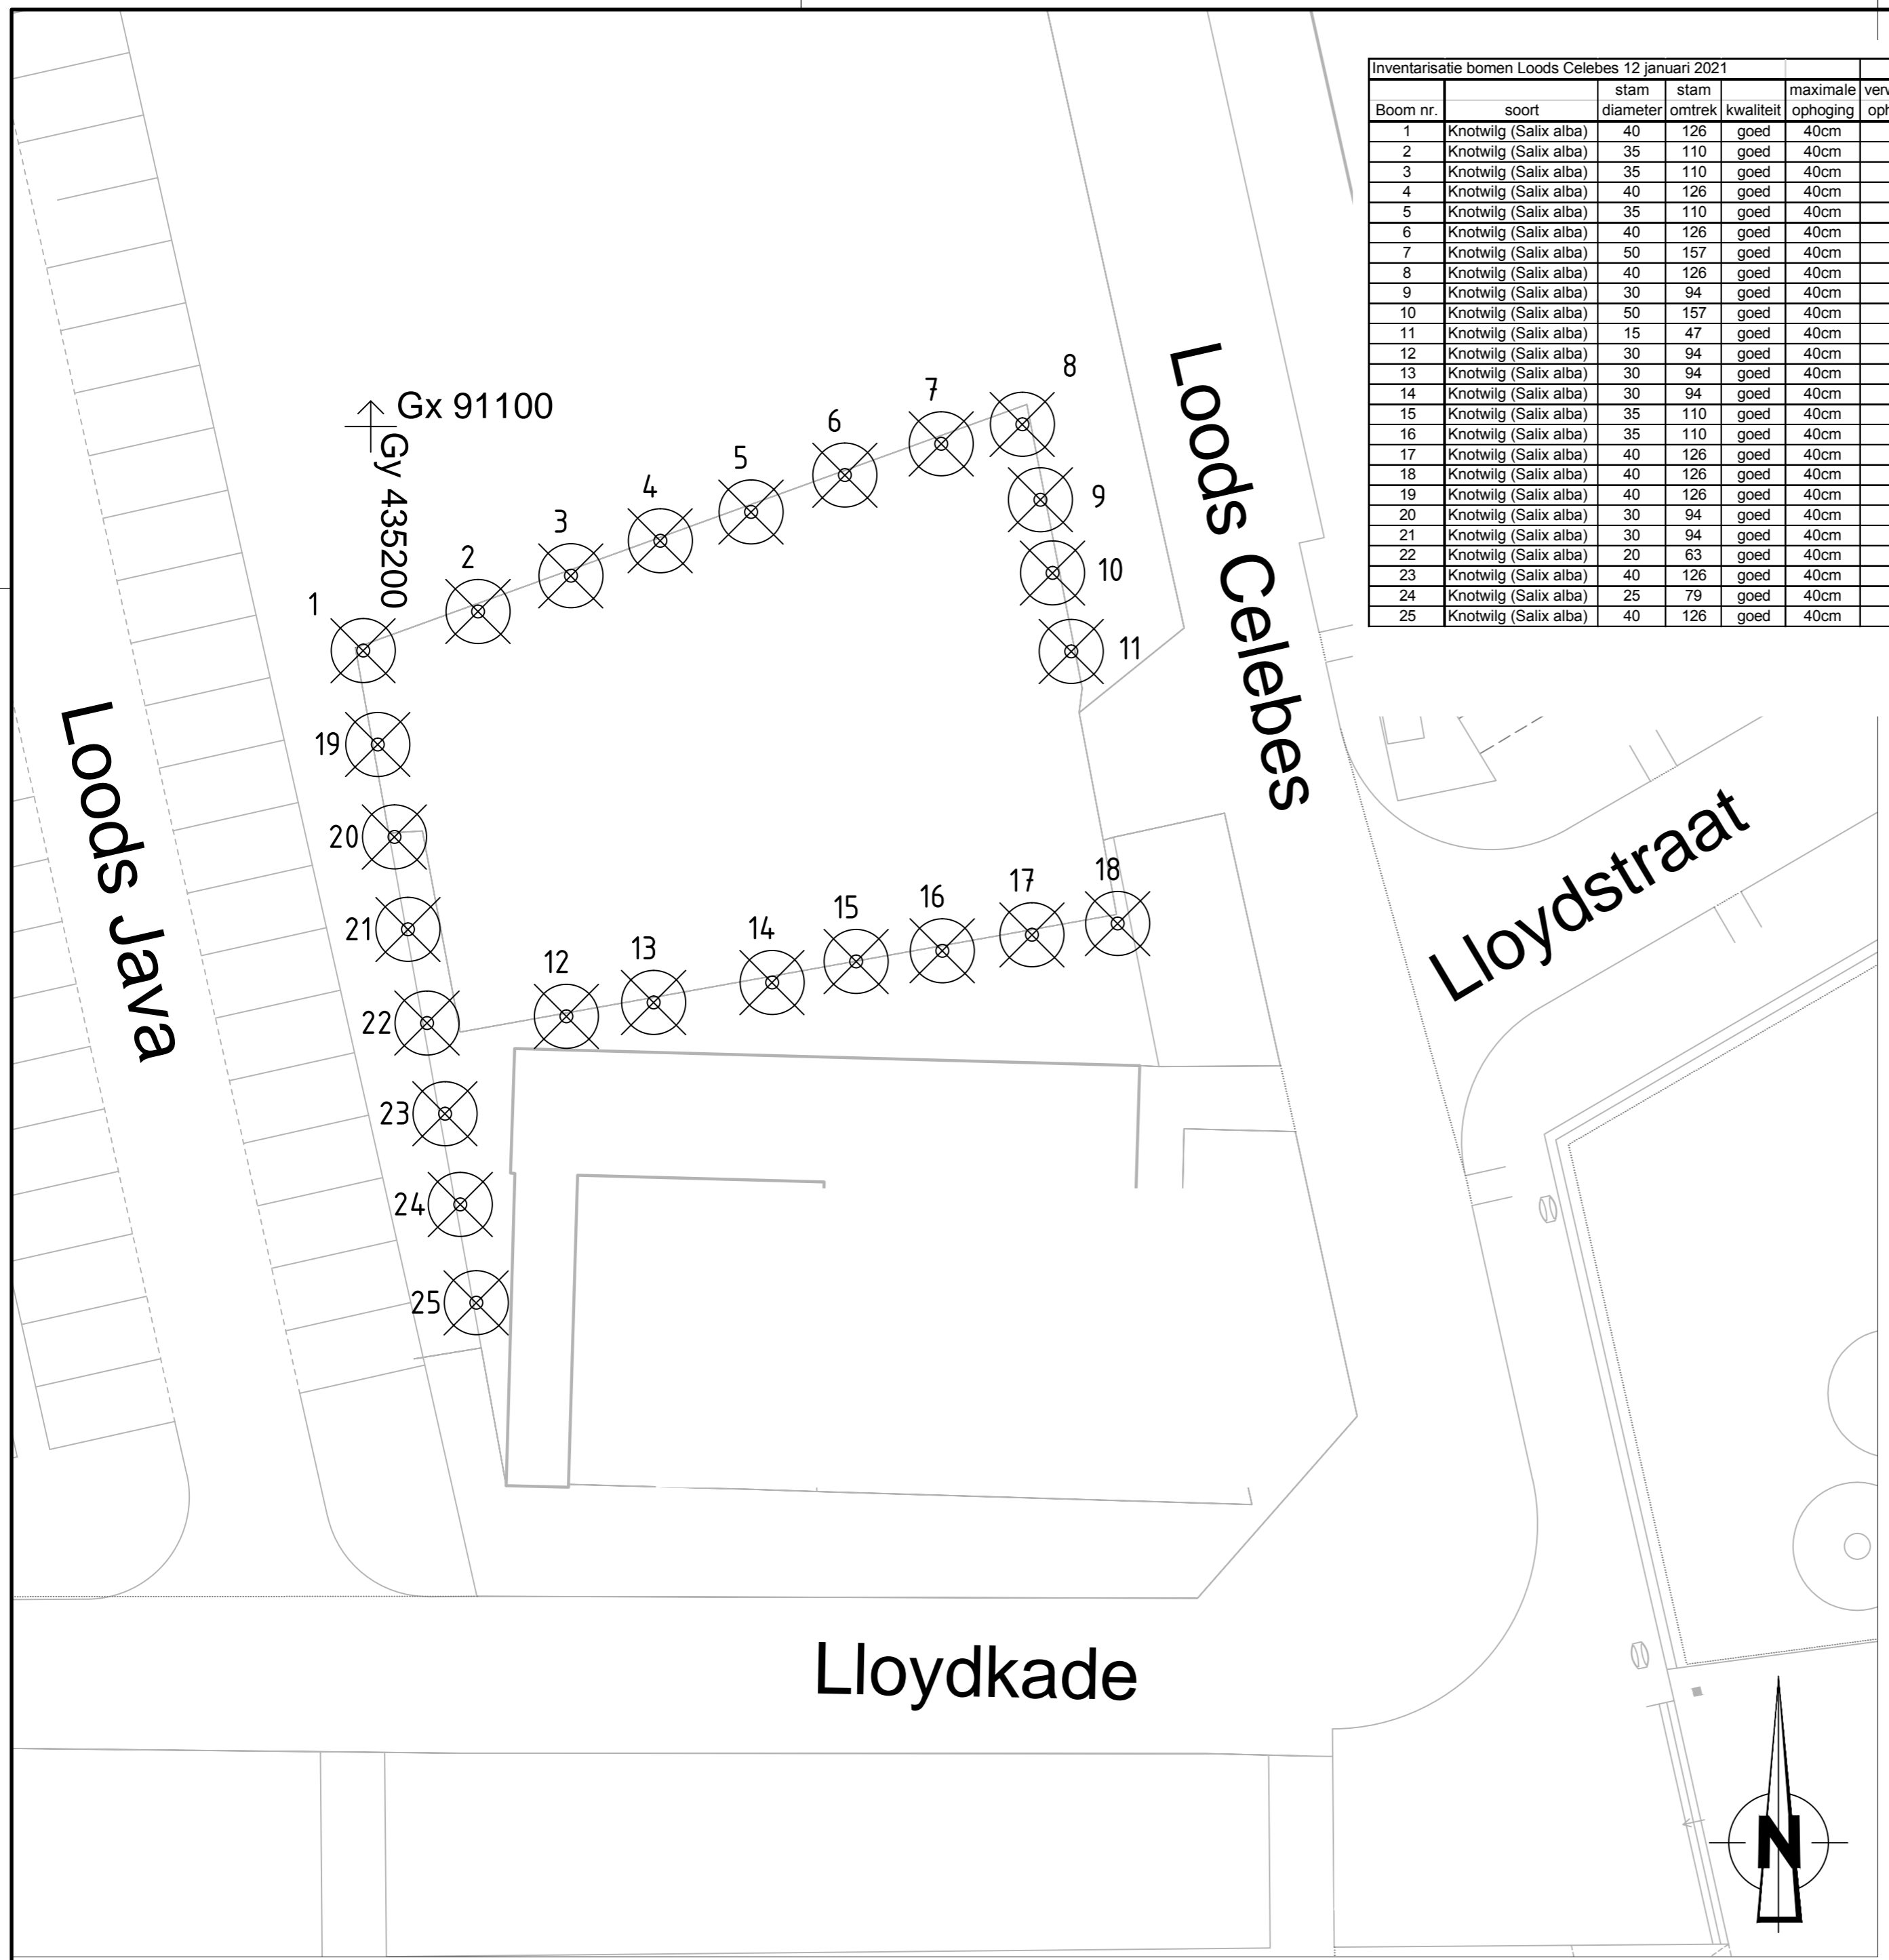 Inventarisatie bomen Loods Celebes 12 januari 2021
stam stam maximale
Boom nr. soort diameter omtrek kwaliteit ophoging
1 Knotwilg (Salix alba) 40 126 goed 40cm
2 Knotwilg (Salix alba) 35 110 goed 40cm
3 Knotwilg (Salix alba) 35 110 goed 40cm
4 Knotwilg (Salix alba) 40 126 goed 40cm
5 Knotwilg (Salix alba) 35 110 goed 40cm
6 Knotwilg (Salix alba) 40 126 goed 40cm
7 Knotwilg (Salix alba) 50 157 goed 40cm
8 Knotwilg (Salix alba) 40 126 goed 40cm
9 Knotwilg (Salix alba) 30 94 goed 40cm
10 Knotwilg (Salix alba) 50 157 goed 40cm
11 Knotwilg (Salix alba) 15 47 goed 40cm
12 Knotwilg (Salix alba) 30 94 goed 40cm
13 Knotwilg (Salix alba) 30 94 goed 40cm
14 Knotwilg (Salix alba) 30 94 goed 40cm
15 Knotwilg (Salix alba) 35 110 goed 40cm
16 Knotwilg (Salix alba) 35 110 goed 40cm
17 Knotwilg (Salix alba) 40 126 goed 40cm
18 Knotwilg (Salix alba) 40 126 goed 40cm
19 Knotwilg (Salix alba) 40 126 goed 40cm
20 Knotwilg (Salix alba) 30 94 goed 40cm
21 Knotwilg (Salix alba) 30 94 goed 40cm
22 Knotwilg (Salix alba) 20 63 goed 40cm
23 Knotwilg (Salix alba) 40 126 goed 40cm
24 Knotwilg (Salix alba) 25 79 goed 40cm
25 Knotwilg (Salix alba) 40 126 goed 40cm
Gx 91100
Gy 435200
1
2
3
4
5
6
7
8
9
10
11
19
20
21
22
23
24
25
12
13
14
15
16
17
18
Loods Java
Loods Celebes
Lloydstraat
Lloydkade
N